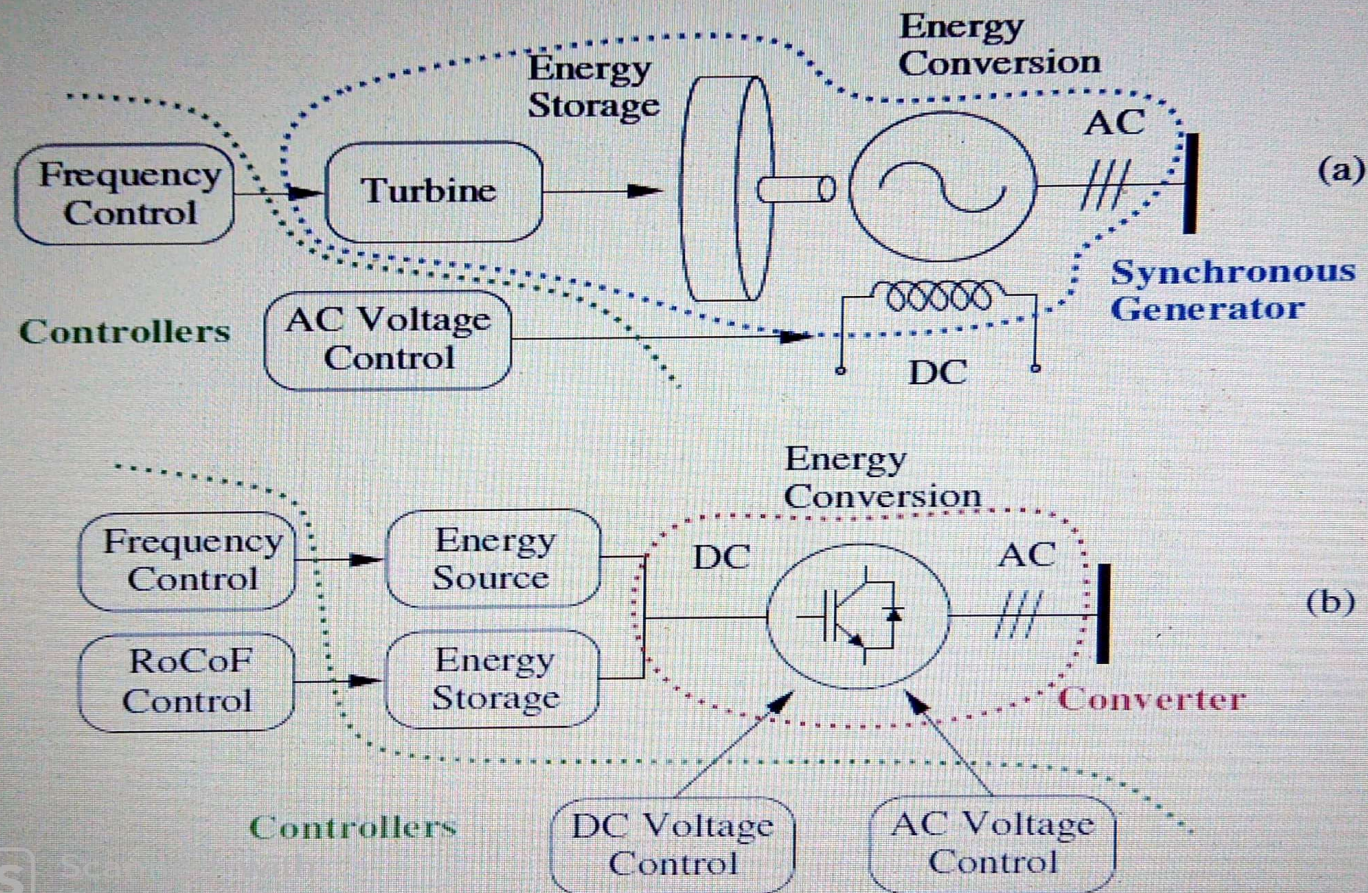 Energy
Conversion
Energy
Storage
AC
Frequency
Control
Turbine
(a)
Synchronous
Generator
Controllers
AC Voltage
Control
DC
Energy
Conversion
Frequency
Control
Energy
Source
DC
AC
(b)
RoCoF
Control
Energy
Storage
Converter
Controllers
DC Voltage
Control
AC Voltage
Control